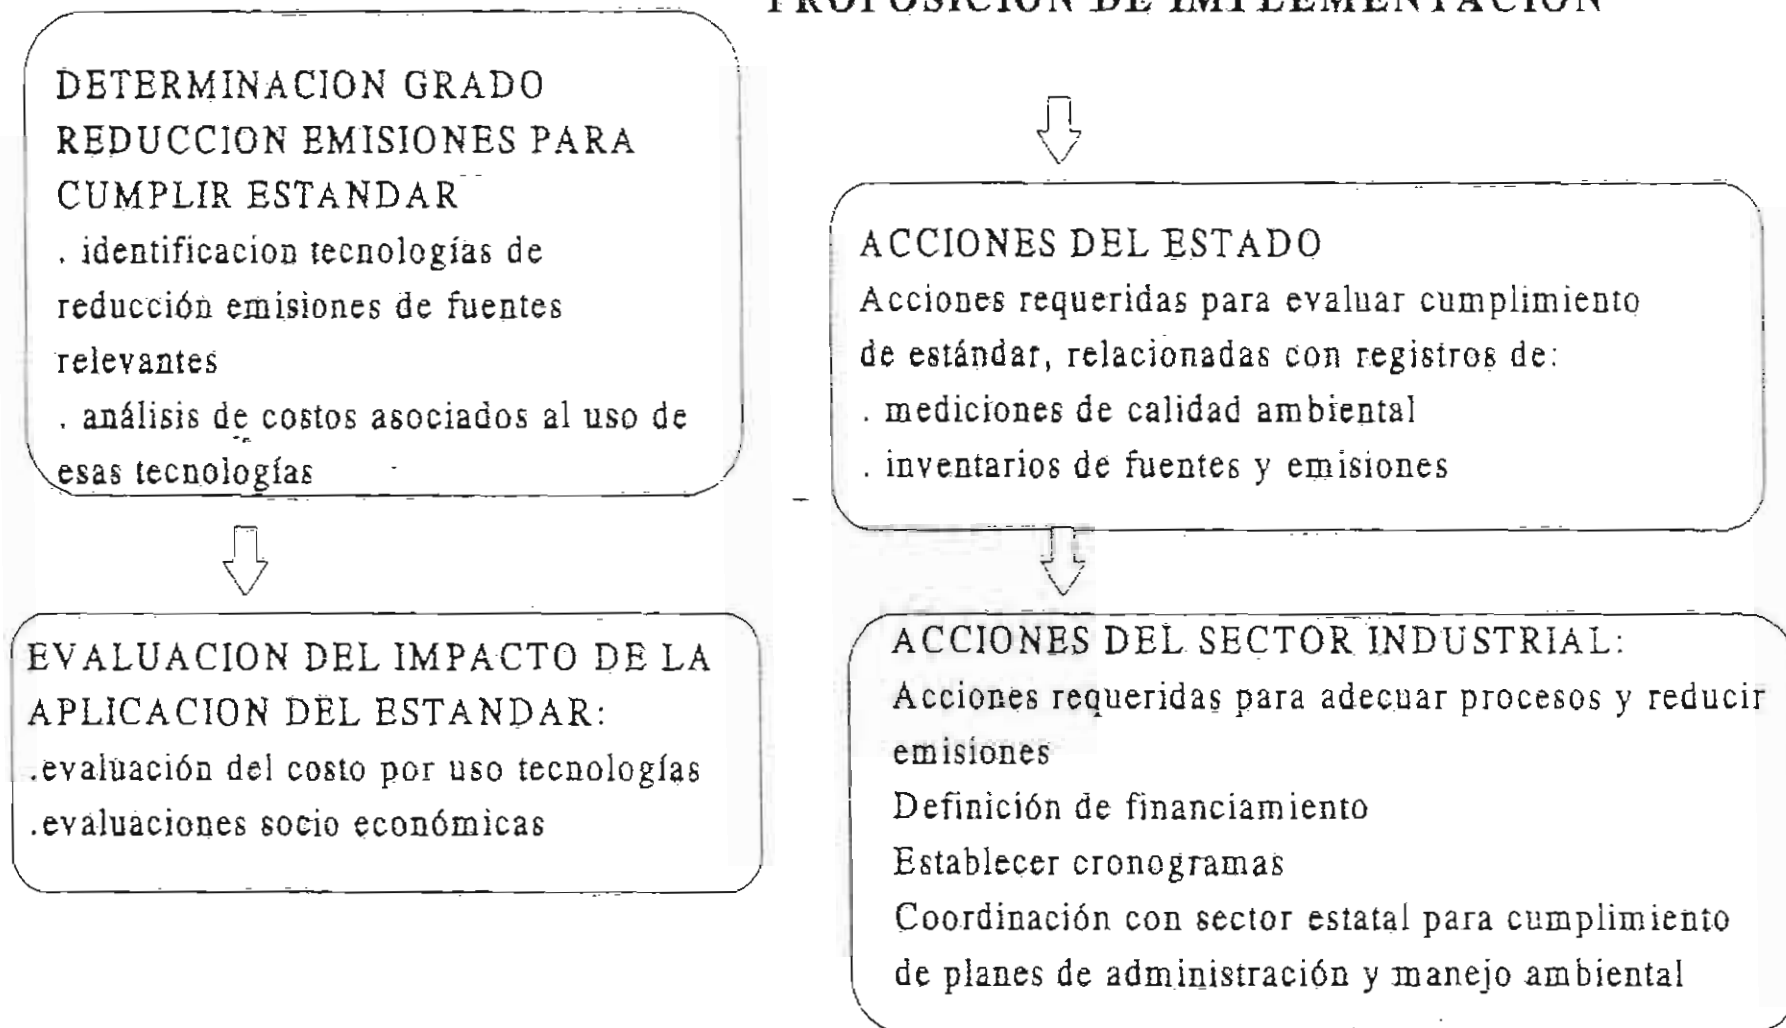 PROPOSICION DE IMPLEMENTACION
DETERMINACION GRADO
REDUCCION EMISIONES PARA
CUMPLIR ESTANDAR
. identificacion tecnologías de
reducción emisiones de fuentes
relevantes
. análisis de costos asociados al uso de
esas tecnologías
EVALUACION DEL IMPACTO DE LA
APLICACION DEL ESTANDAR:
.evaluación del costo por uso tecnologías
.evaluaciones socio económicas
ACCIONES DEL ESTADO
Acciones requeridas para evaluar cumplimiento
de estándar, relacionadas con registros de:
. mediciones de calidad ambiental
. inventarios de fuentes y emisiones
ACCIONES DEL SECTOR INDUSTRIAL:
Acciones requeridas para adecuar procesos y reducir
emisiones
Definición de financiamiento
Establecer cronogramas
Coordinación con sector estatal para cumplimiento
de planes de administración y manejo ambiental